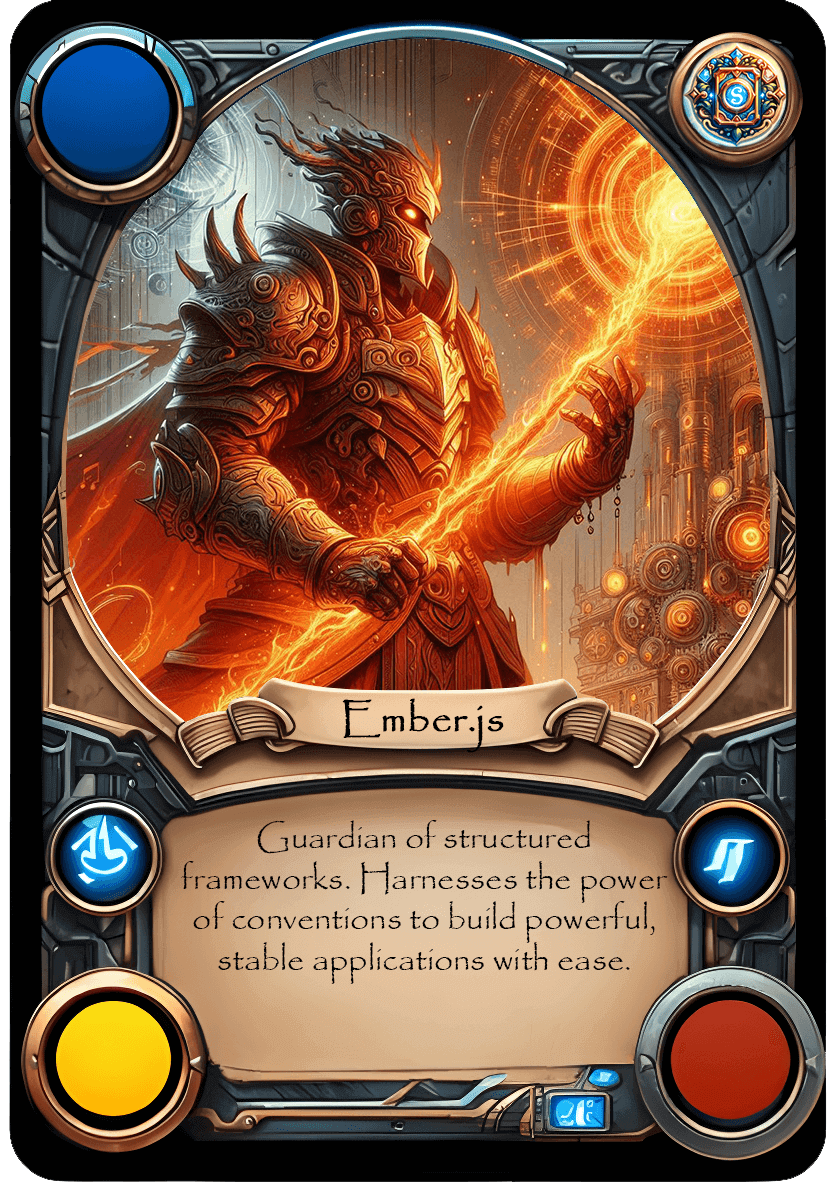 S
Ember.js
Guardian of structured
frameworks. Harnesses the power
of conventions to build powerful,
stable applications with ease.